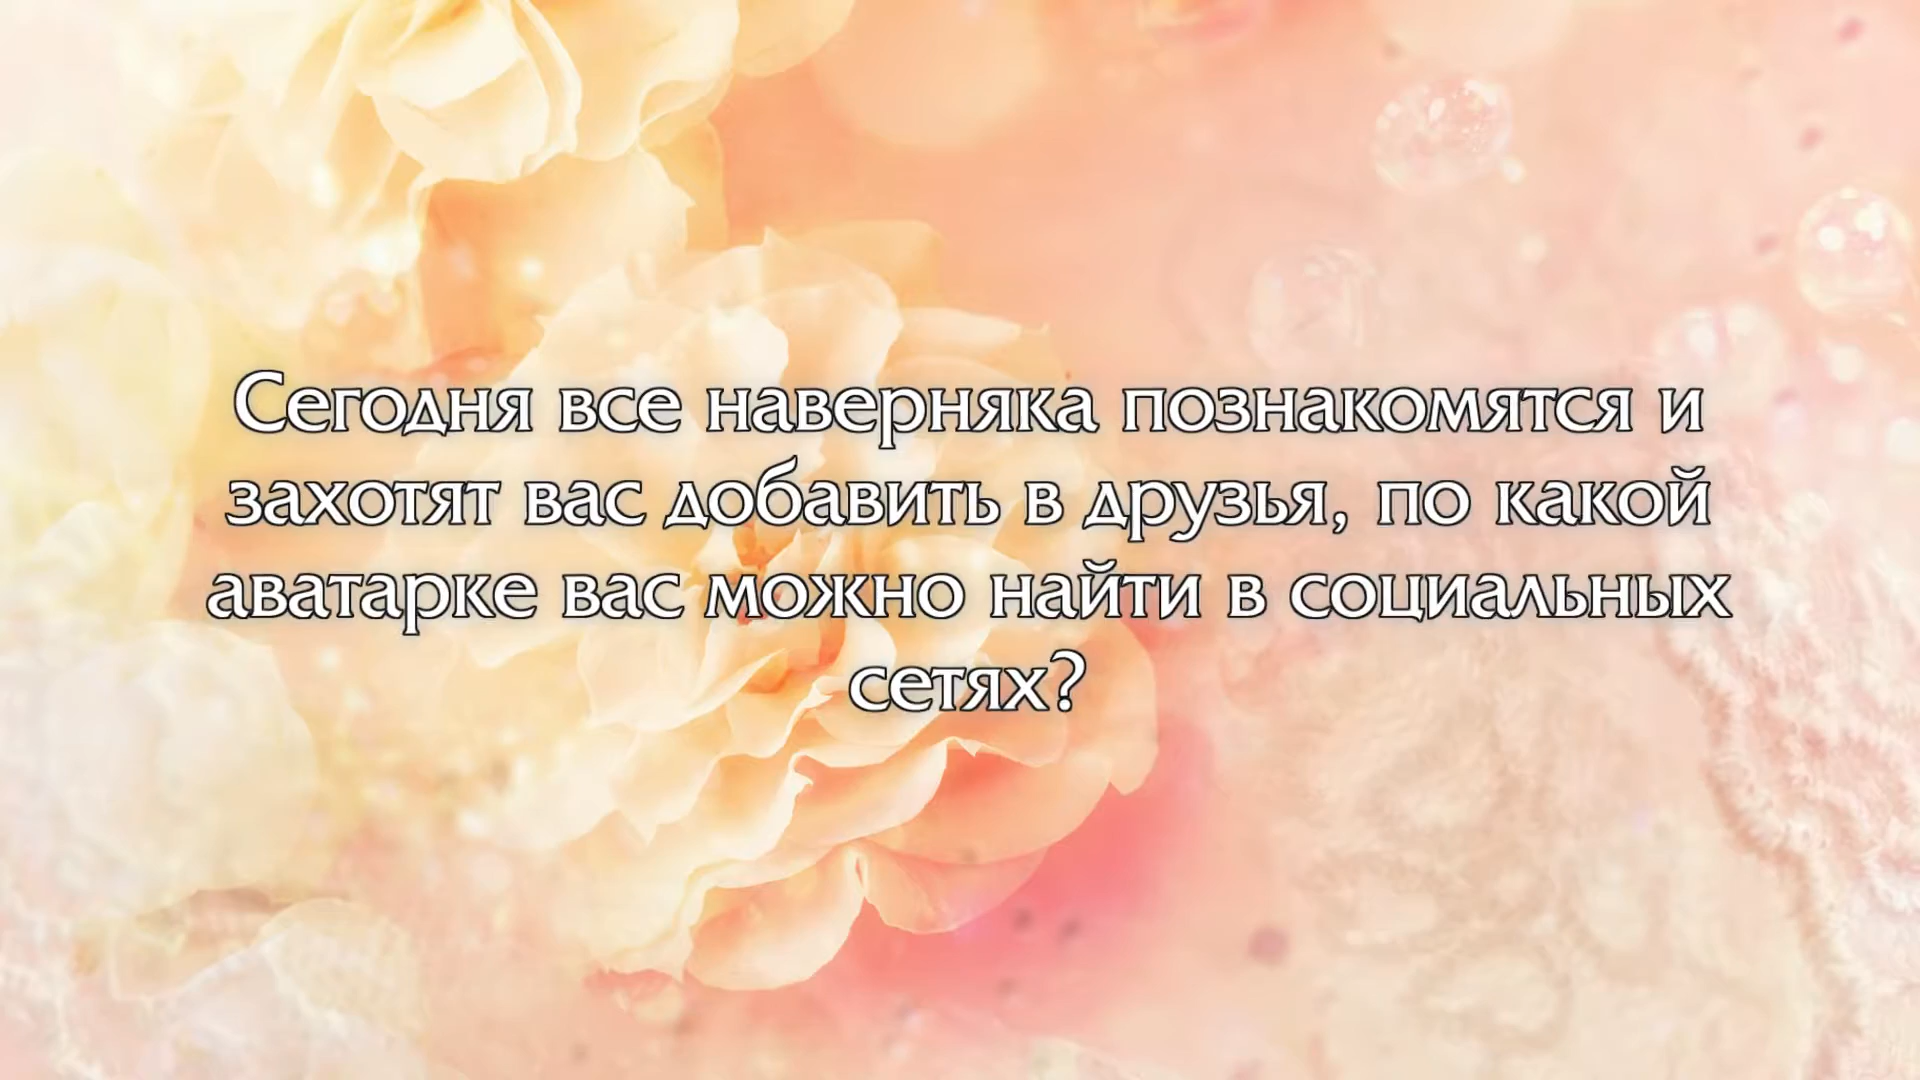 Сегодня все наверняка познакомятся и
захотят вас добавить в друзья, по какой
аватарке вас можно найти в социальных
сетях?